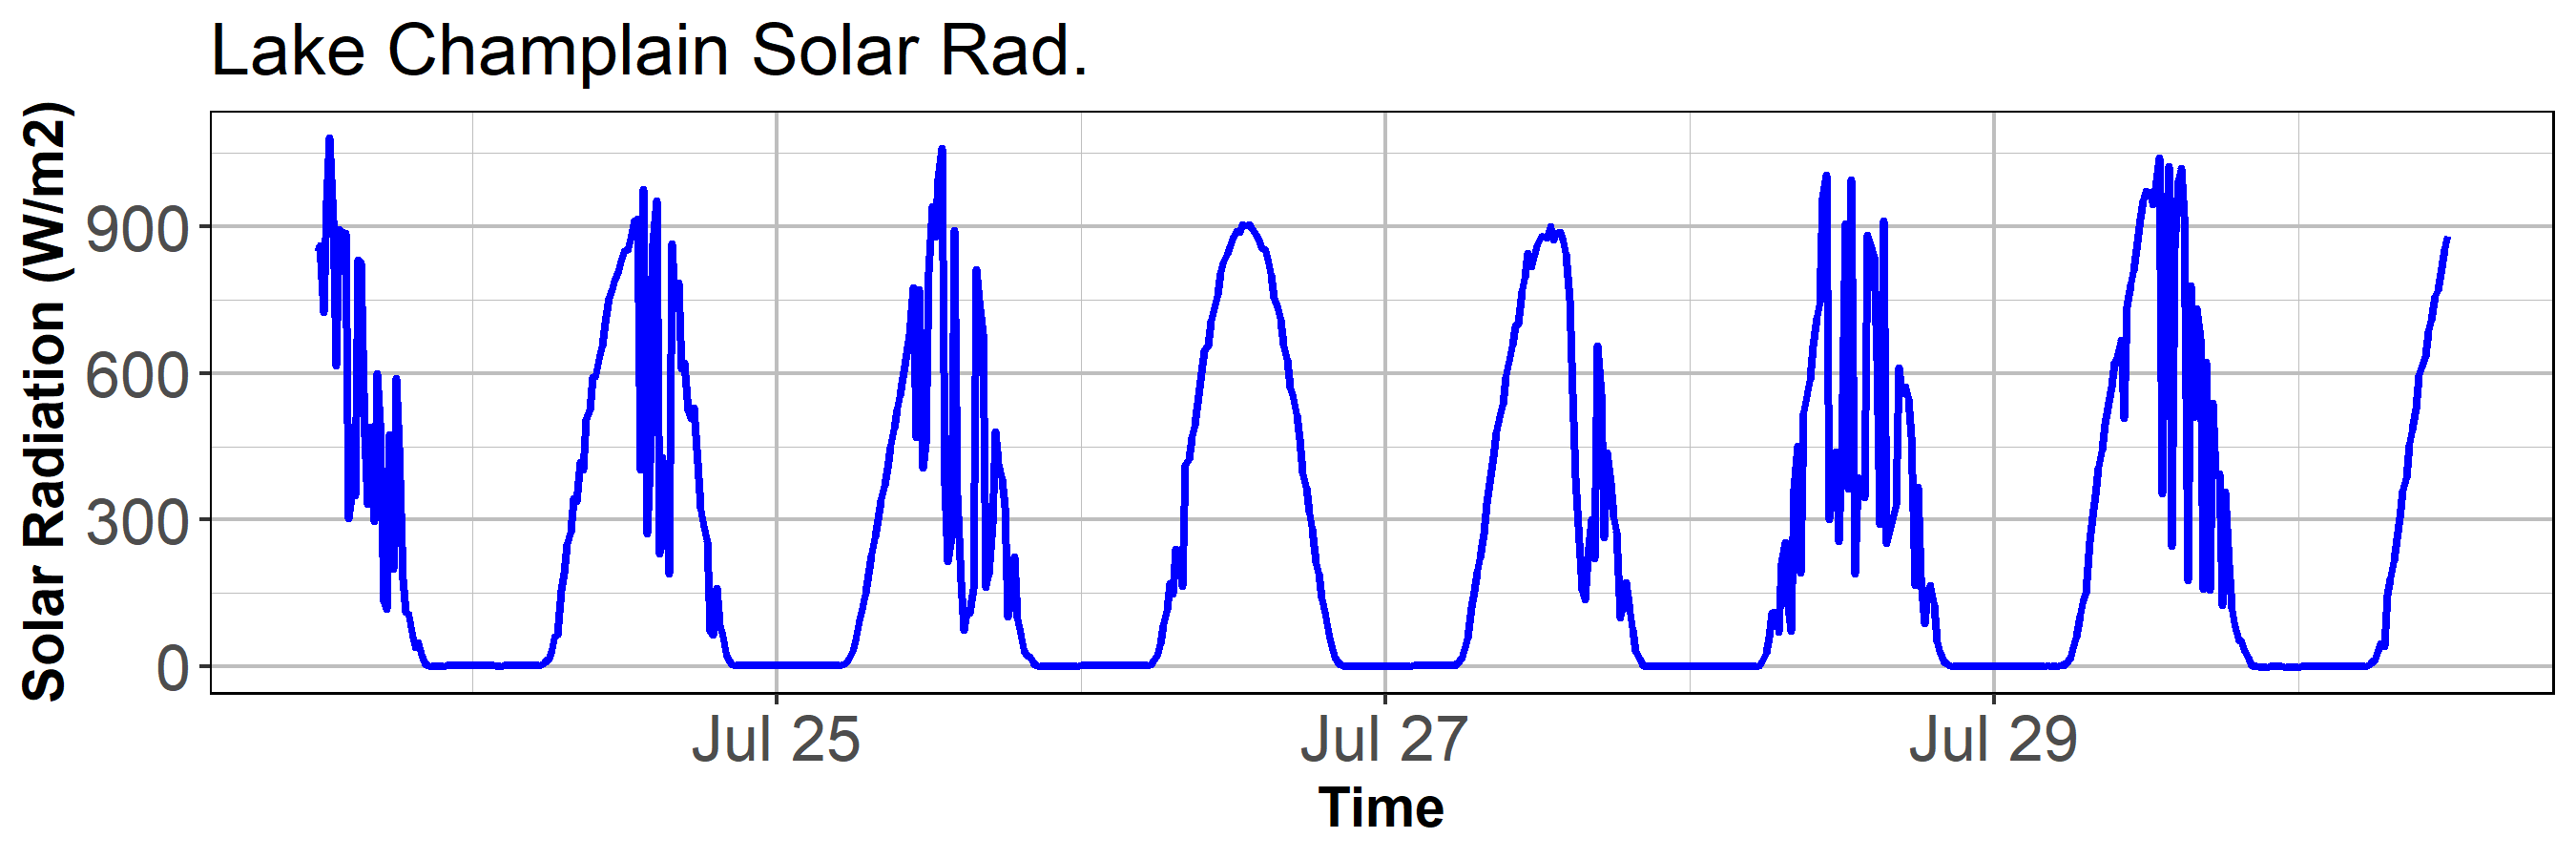 Lake Champlain Solar Rad.
Solar Radiation (W/m2)
900
600
300
0
Jul 25 Jul 27 Jul 29
Time